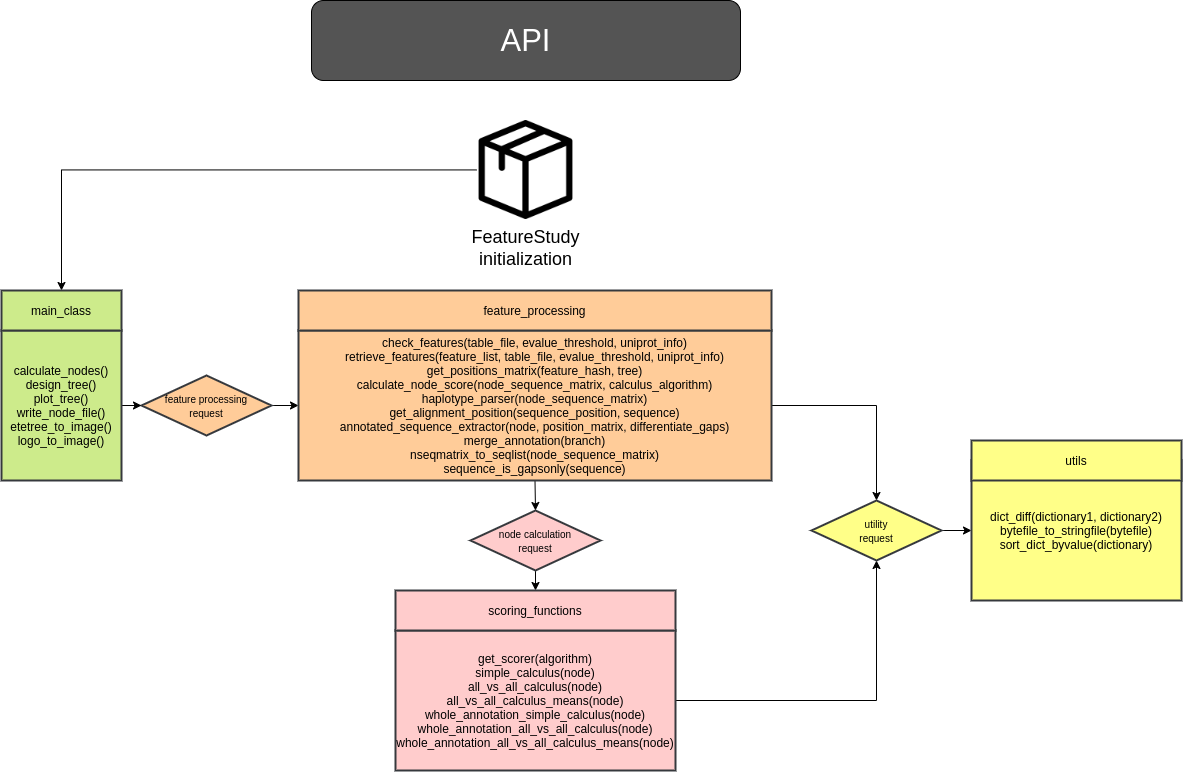 API
FeatureStudy
initialization
main_class
calculate_nodes()
design_tree()
plot_tree()
write_node_file()
etetree_to_image()
logo_to_image()
feature processing
request
feature_processing
check_features(table_file, evalue_threshold, uniprot_info)
retrieve_features(feature_list, table_file, evalue_threshold, uniprot_info)
get_positions_matrix(feature_hash, tree)
calculate_node_score(node_sequence_matrix, calculus_algorithm)
haplotype_parser(node_sequence_matrix)
get_alignment_position(sequence_position, sequence)
annotated_sequence_extractor(node, position_matrix, differentiate_gaps)
merge_annotation(branch)
nseqmatrix_to_seqlist(node_sequence_matrix)
sequence_is_gapsonly(sequence)
node calculation
request
scoring_functions
get_scorer(algorithm)
simple_calculus(node)
all_vs_all_calculus(node)
all_vs_all_calculus_means(node)
whole_annotation_simple_calculus(node)
whole_annotation_all_vs_all_calculus(node)
whole_annotation_all_vs_all_calculus_means(node)
utility
request
utils
dict_diff(dictionary1, dictionary2)
bytefile_to_stringfile(bytefile)
sort_dict_byvalue(dictionary)